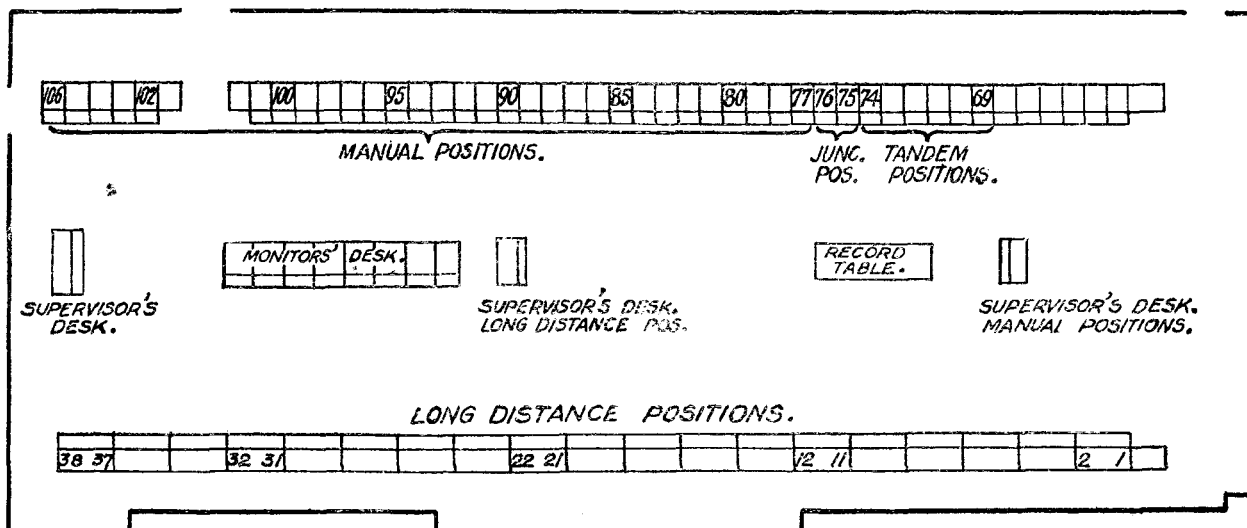 106 102 100 95 90 85 80 77 76 75 74 69
MANUAL POSITIONS.
JUNC. POS.
TANDEM POSITIONS.
SUPERVISOR'S
DESK.
MONITORS' DESK.
SUPERVISOR'S DESK.
LONG DISTANCE POS.
RECORD
TABLE.
SUPERVISOR'S DESK.
MANUAL POSITIONS.
LONG DISTANCE POSITIONS.
38 37 32 31 22 21 12 11 2 1